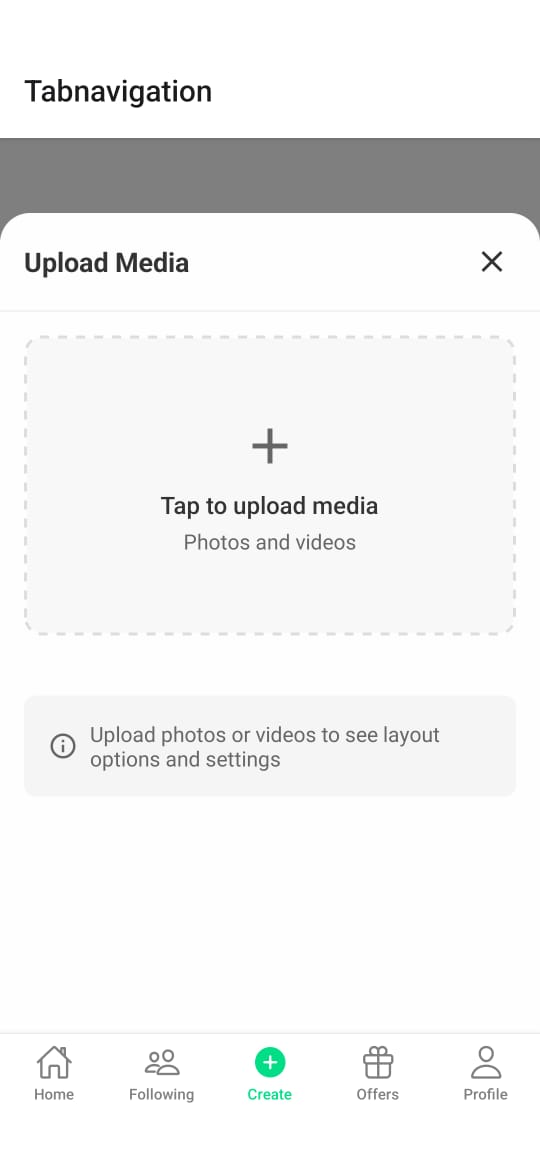 Tabnavigation
Upload Media
Tap to upload media
Photos and videos
Upload photos or videos to see layout
options and settings
Home
Following
Create
Offers
Profile